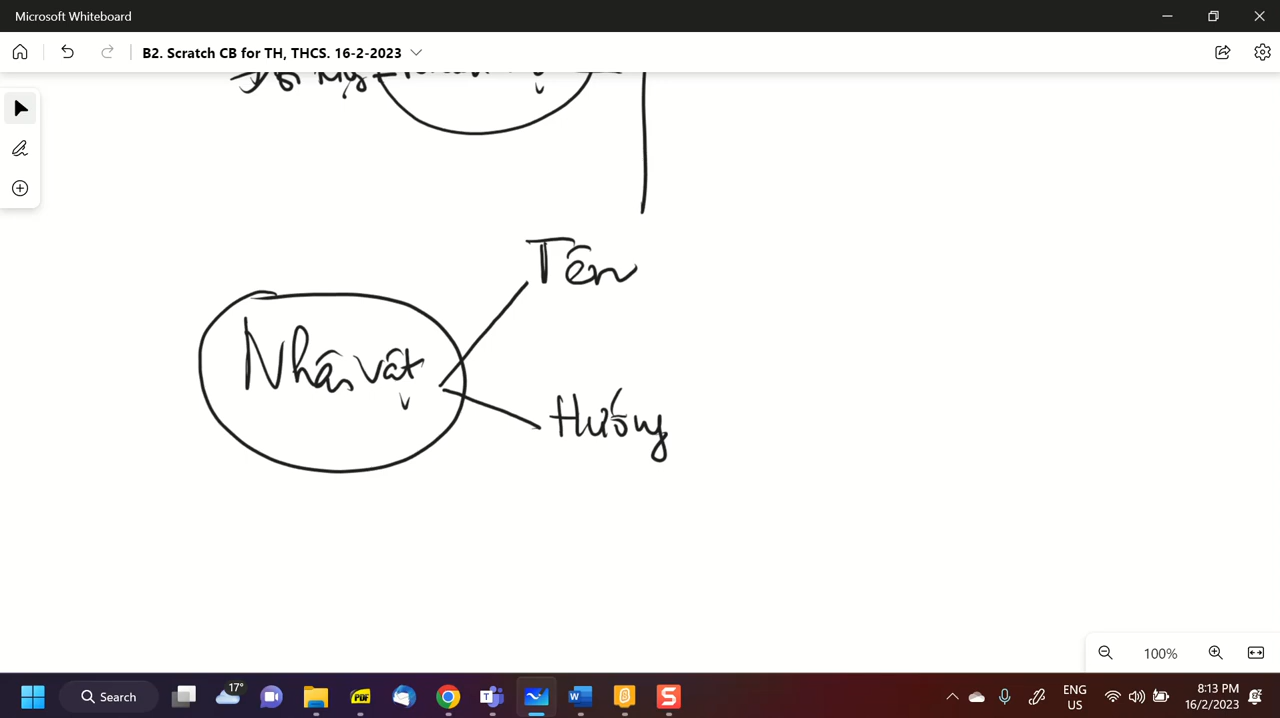 Microsoft Whiteboard
B2. Scratch CB for TH, THCS. 16-2-2023
Tên
Nhân vật
Hướng
100%
17°
Search
PDF
ENG
US
8:13 PM
16/2/2023